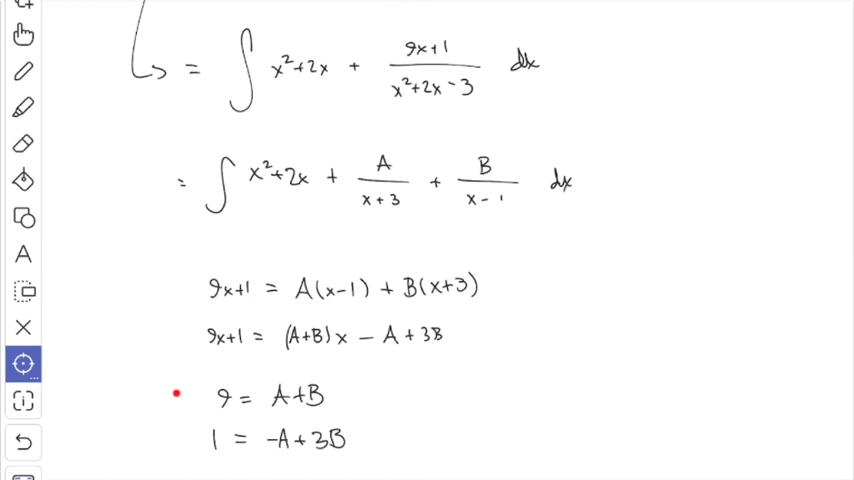 = ∫ x²+2x + (9x+1)/(x²+2x-3) dx
= ∫ x²+2x + A/(x+3) + B/(x-1) dx
9x+1 = A(x-1) + B(x+3)
9x+1 = (A+B)x - A + 3B
9 = A+B
1 = -A+3B